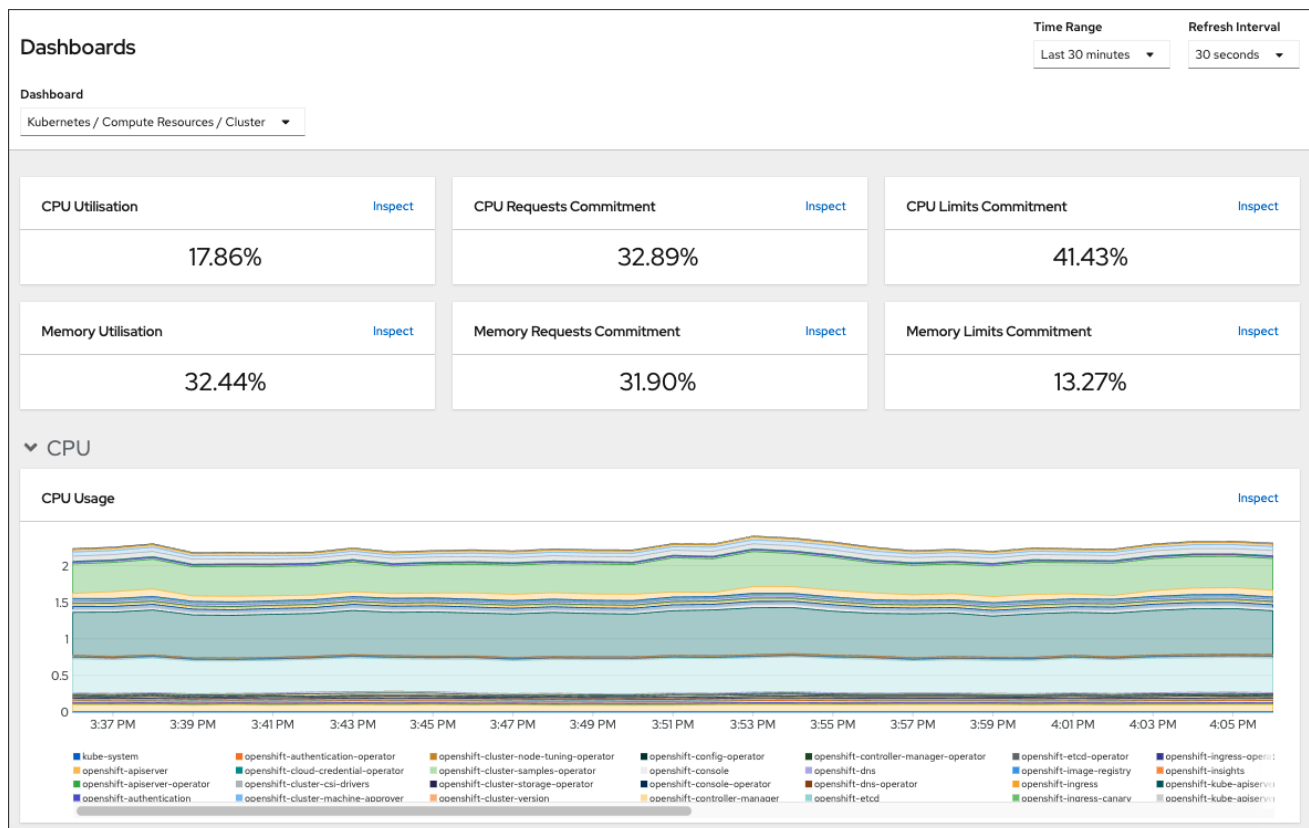 Dashboards
Time Range
Refresh Interval
Last 30 minutes
30 seconds
Dashboard
Kubernetes / Compute Resources / Cluster
CPU Utilisation Inspect
CPU Requests Commitment Inspect
CPU Limits Commitment Inspect
17.86%
32.89%
41.43%
Memory Utilisation Inspect
Memory Requests Commitment Inspect
Memory Limits Commitment Inspect
32.44%
31.90%
13.27%
CPU
CPU Usage Inspect
2
1.5
1
0.5
0
3:37 PM 3:39 PM 3:41 PM 3:43 PM 3:45 PM 3:47 PM 3:49 PM 3:51 PM 3:53 PM 3:55 PM 3:57 PM 3:59 PM 4:01 PM 4:03 PM 4:05 PM
kube-system openshift-authentication-operator openshift-cluster-node-tuning-operator openshift-config-operator openshift-controller-manager-operator openshift-etcd-operator openshift-ingress-operat
openshift-apiserver openshift-cloud-credential-operator openshift-cluster-samples-operator openshift-console openshift-dns openshift-image-registry openshift-insights
openshift-apiserver-operator openshift-cluster-csi-drivers openshift-cluster-storage-operator openshift-console-operator openshift-dns-operator openshift-ingress openshift-kube-apiserver
openshift-authentication openshift-cluster-machine-approver openshift-cluster-version openshift-controller-manager openshift-etcd openshift-ingress-canary openshift-kube-apiserver